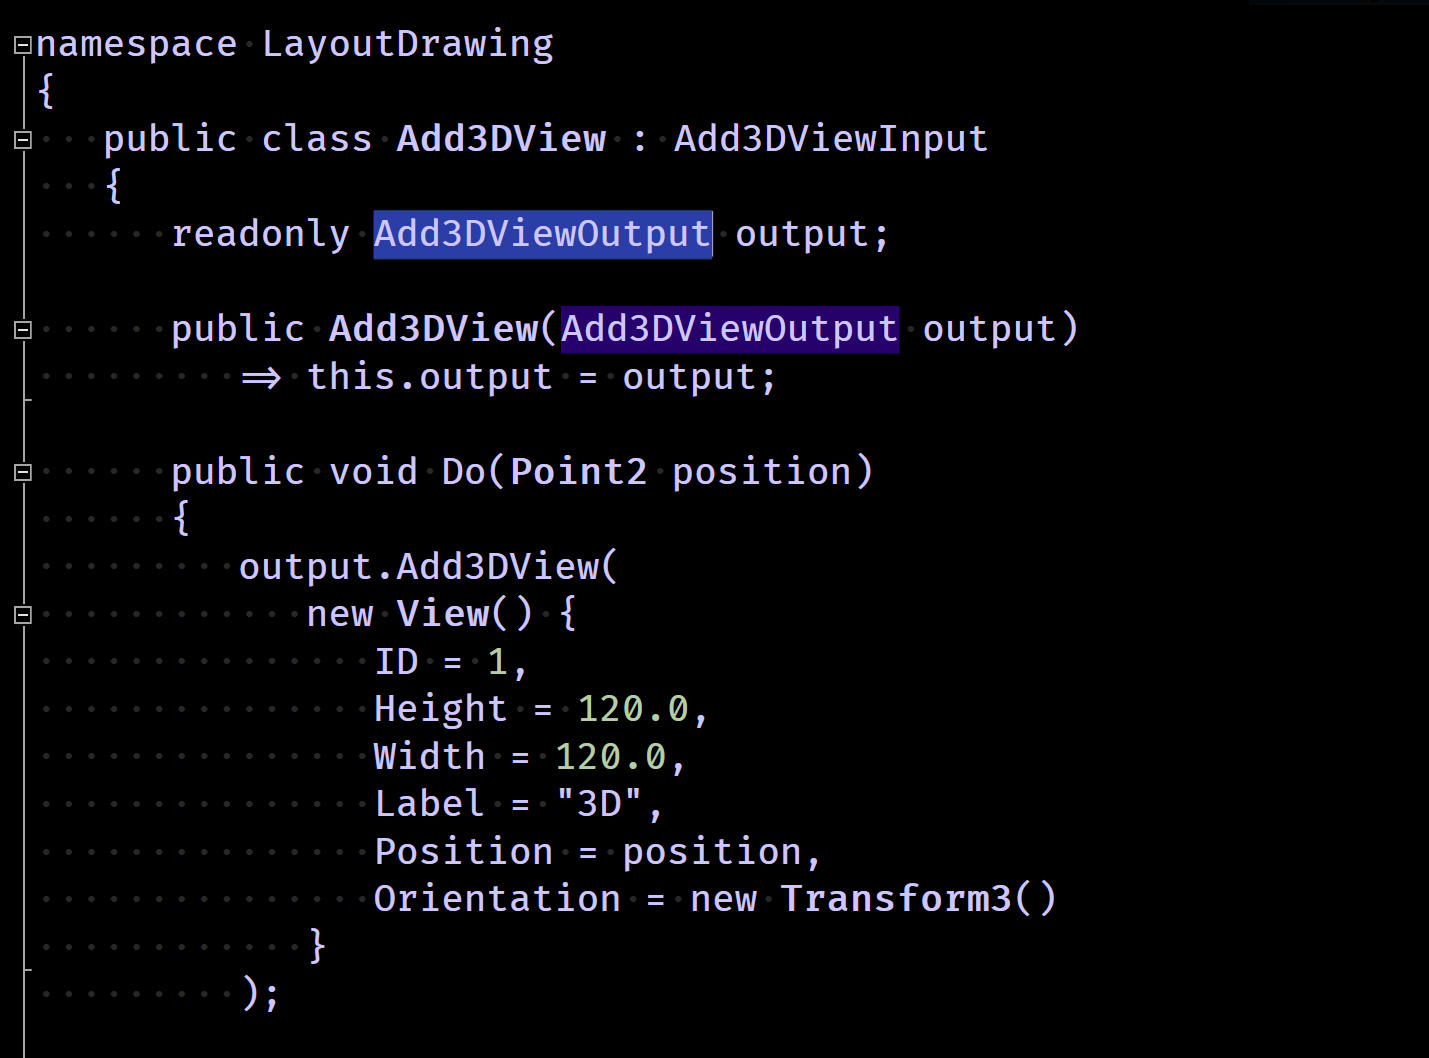 namespace LayoutDrawing
{
public class Add3DView : Add3DViewInput
{
readonly Add3DViewOutput output;
public Add3DView(Add3DViewOutput output)
=> this.output = output;
public void Do(Point2 position)
{
output.Add3DView(
new View() {
ID = 1,
Height = 120.0,
Width = 120.0,
Label = "3D",
Position = position,
Orientation = new Transform3()
}
);